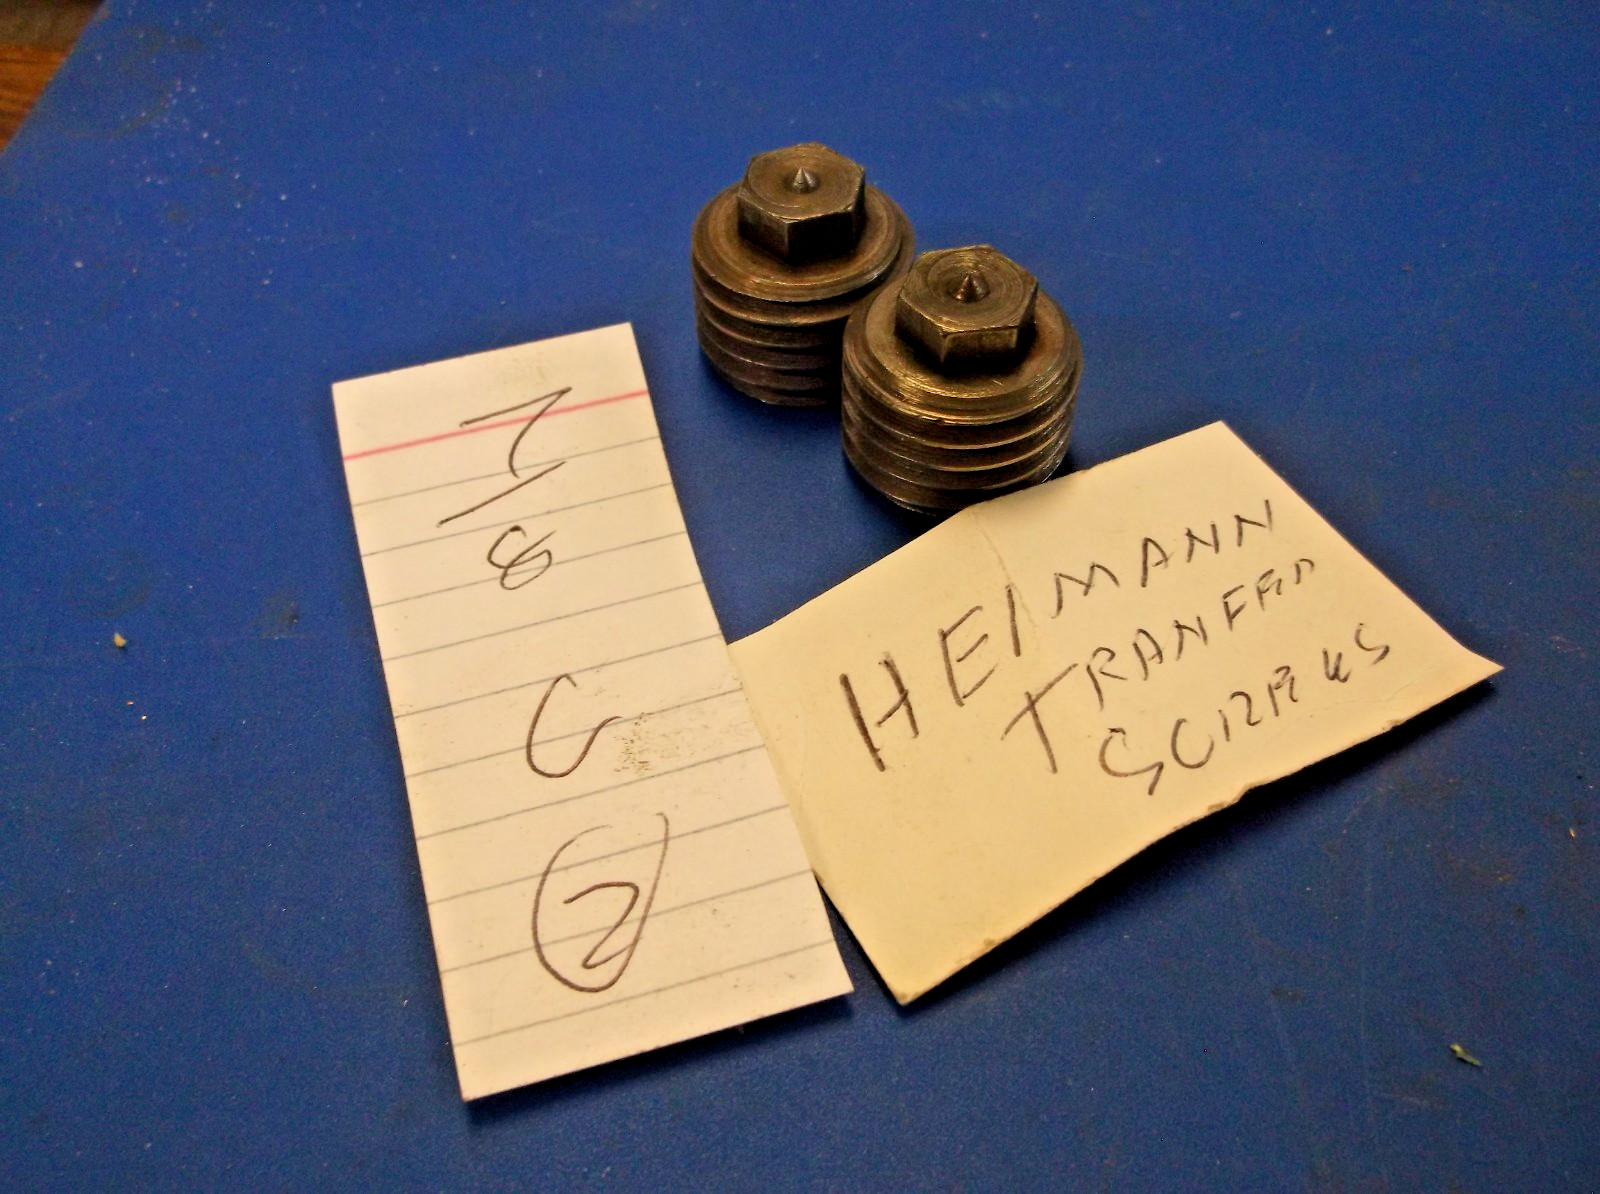 7/8
C
2
HEIMANN
TRANFER
SCREWS